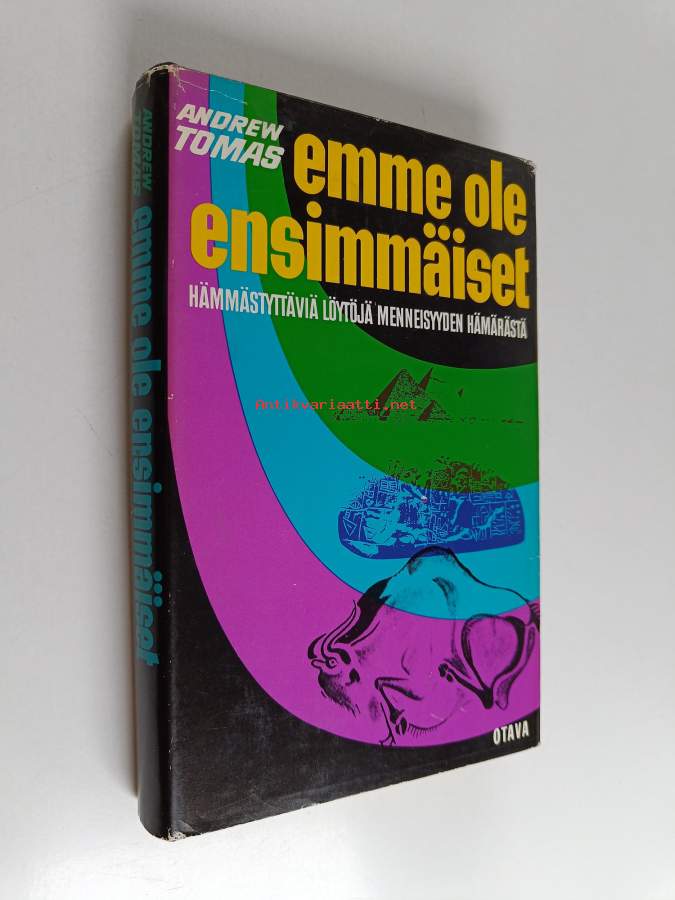 ANDREW
TOMAS
emme ole
ensimmäiset
HÄMMÄSTYTTÄVIÄ LÖYTÖJÄ MENNEISYYDEN HÄMÄRÄSTÄ
Antikvariaatti.net
OTAVA
ANDREW
TOMAS
emme ole ensimmäiset